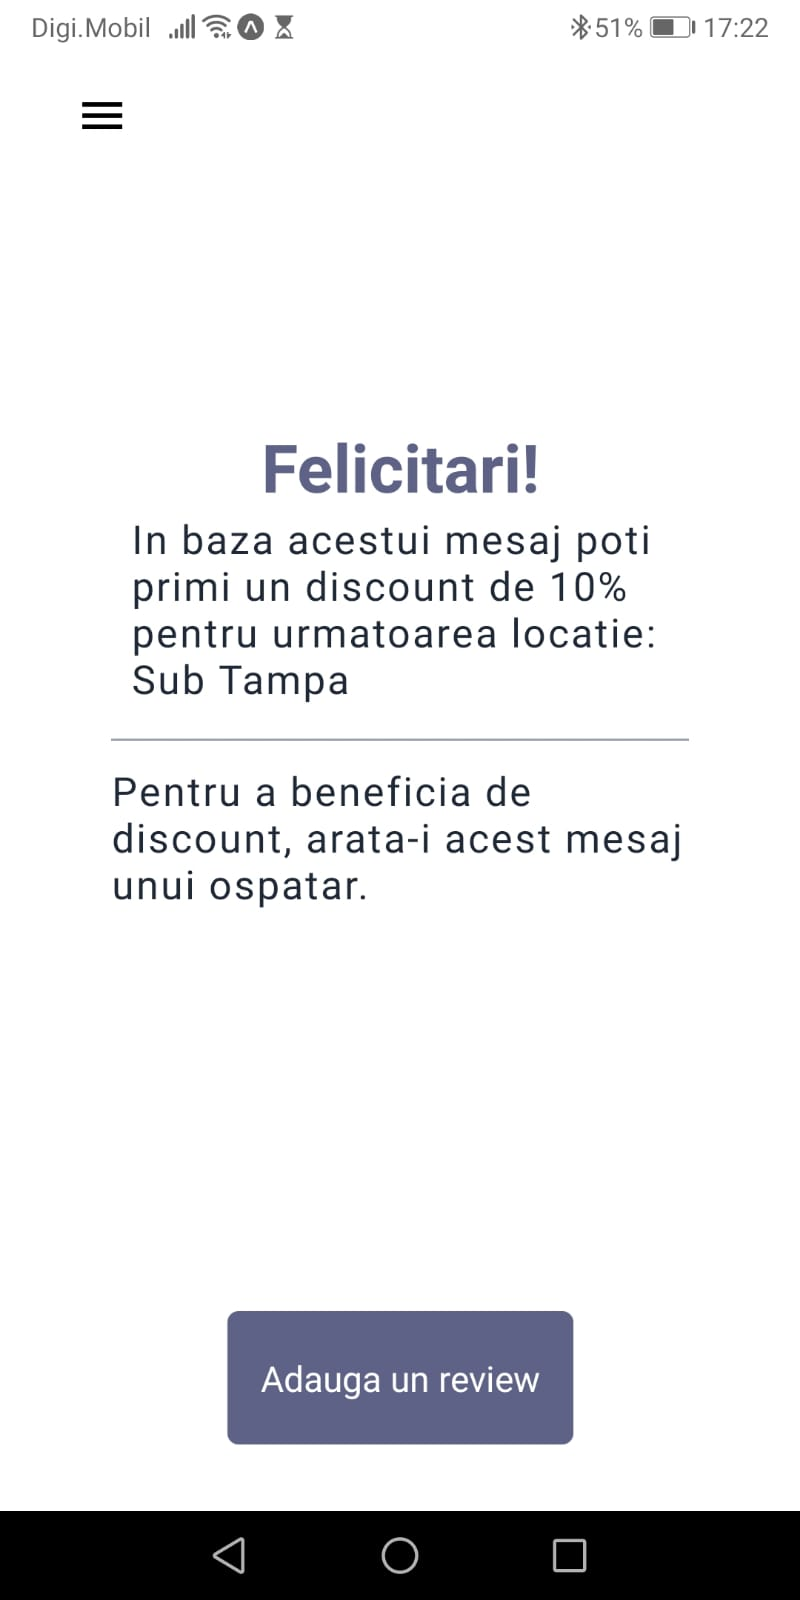 Digi.Mobil 51% 17:22
Felicitari!
In baza acestui mesaj poti
primi un discount de 10%
pentru urmatoarea locatie:
Sub Tampa
Pentru a beneficia de
discount, arata-i acest mesaj
unui ospatar.
Adauga un review